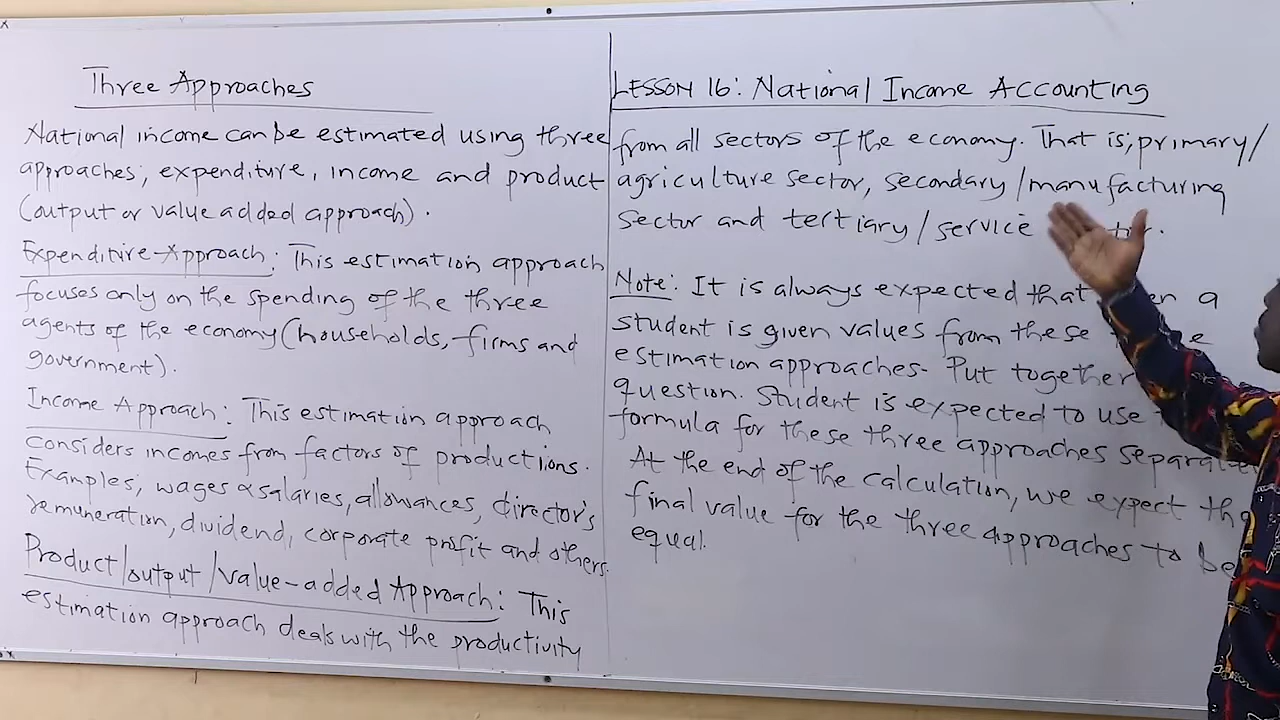 Three Approaches
National income can be estimated using three
approaches; expenditure, income and product
(output or value added approach).
Expenditure Approach: This estimation approach
focuses only on the spending of the three
agents of the economy (households, firms and
government).
Income Approach: This estimation approach
considers incomes from factors of productions.
Examples; wages & salaries, allowances, director's
remuneration, dividend, corporate profit and others.
Product/output/value-added Approach: This
estimation approach deals with the productivity
LESSON 16: National Income Accounting
from all sectors of the economy. That is; primary/
agriculture sector, secondary/manufacturing
sector and tertiary/service
Note: It is always expected that a
student is given values from these
estimation approaches. Put together
question. Student is expected to use
formula for these three approaches
At the end of the calculation, we expect
final value for the three approaches to be
equal.